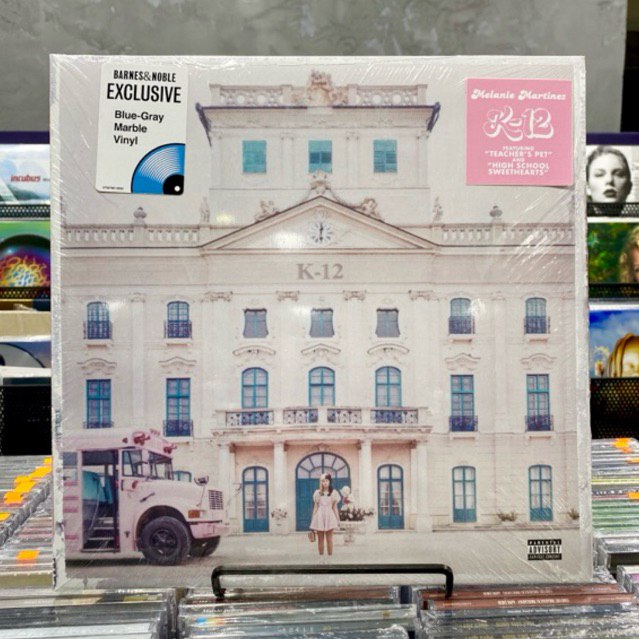 BARNES&NOBLE
EXCLUSIVE
Blue-Gray
Marble
Vinyl
Melanie Martinez
K-12
FEATURING
"TEACHER'S PET"
AND
"HIGH SCHOOL
SWEETHEARTS"
incubus
K-12
PARENTAL
ADVISORY
EXPLICIT CONTENT